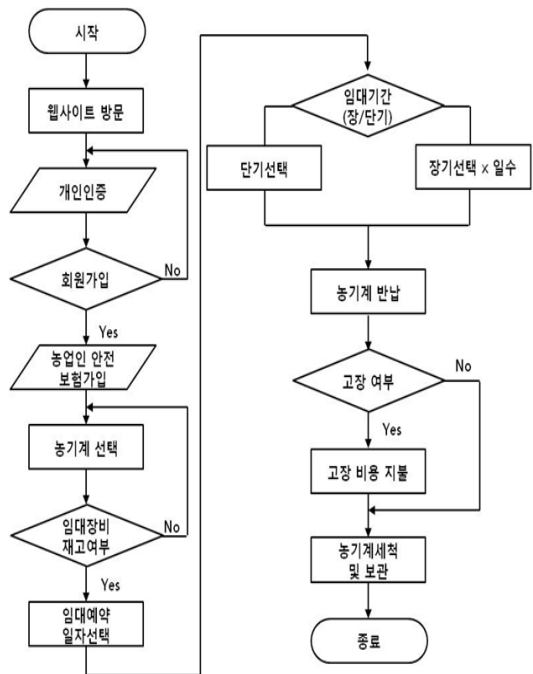 시작
웹사이트 방문
개인인증
회원가입
No
Yes
농업인 안전
보험가입
농기계 선택
임대장비
재고여부
No
Yes
임대예약
일자선택
임대기간
(장/단기)
단기선택
장기선택 x 일수
농기계 반납
고장 여부
No
Yes
고장 비용 지불
농기계세척
및 보관
종료